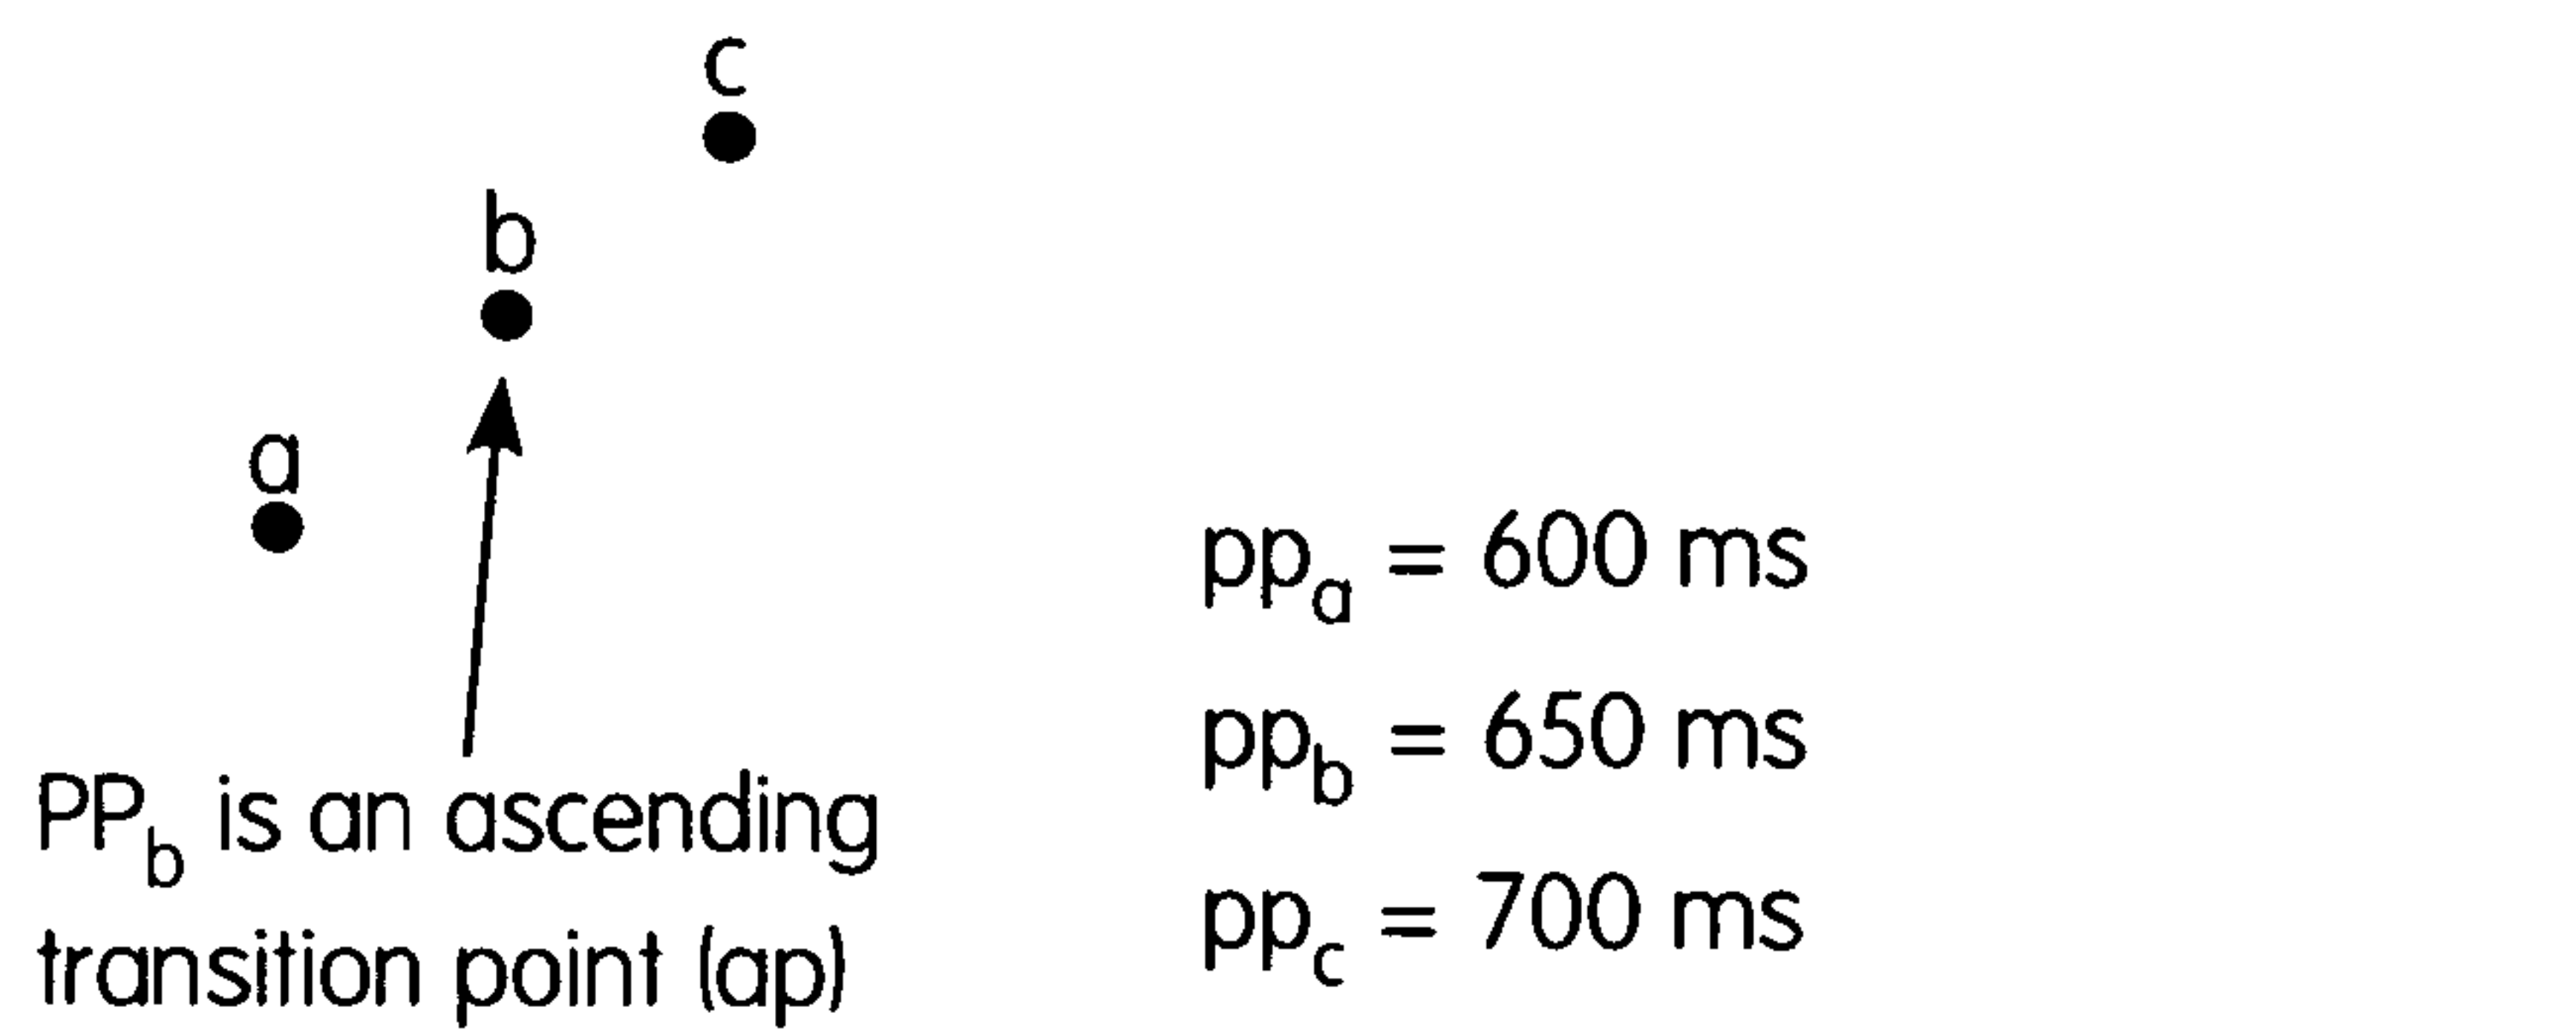 c
b
a
pp_a = 600 ms
pp_b = 650 ms
PP_b is an ascending
transition point (ap)
pp_c = 700 ms